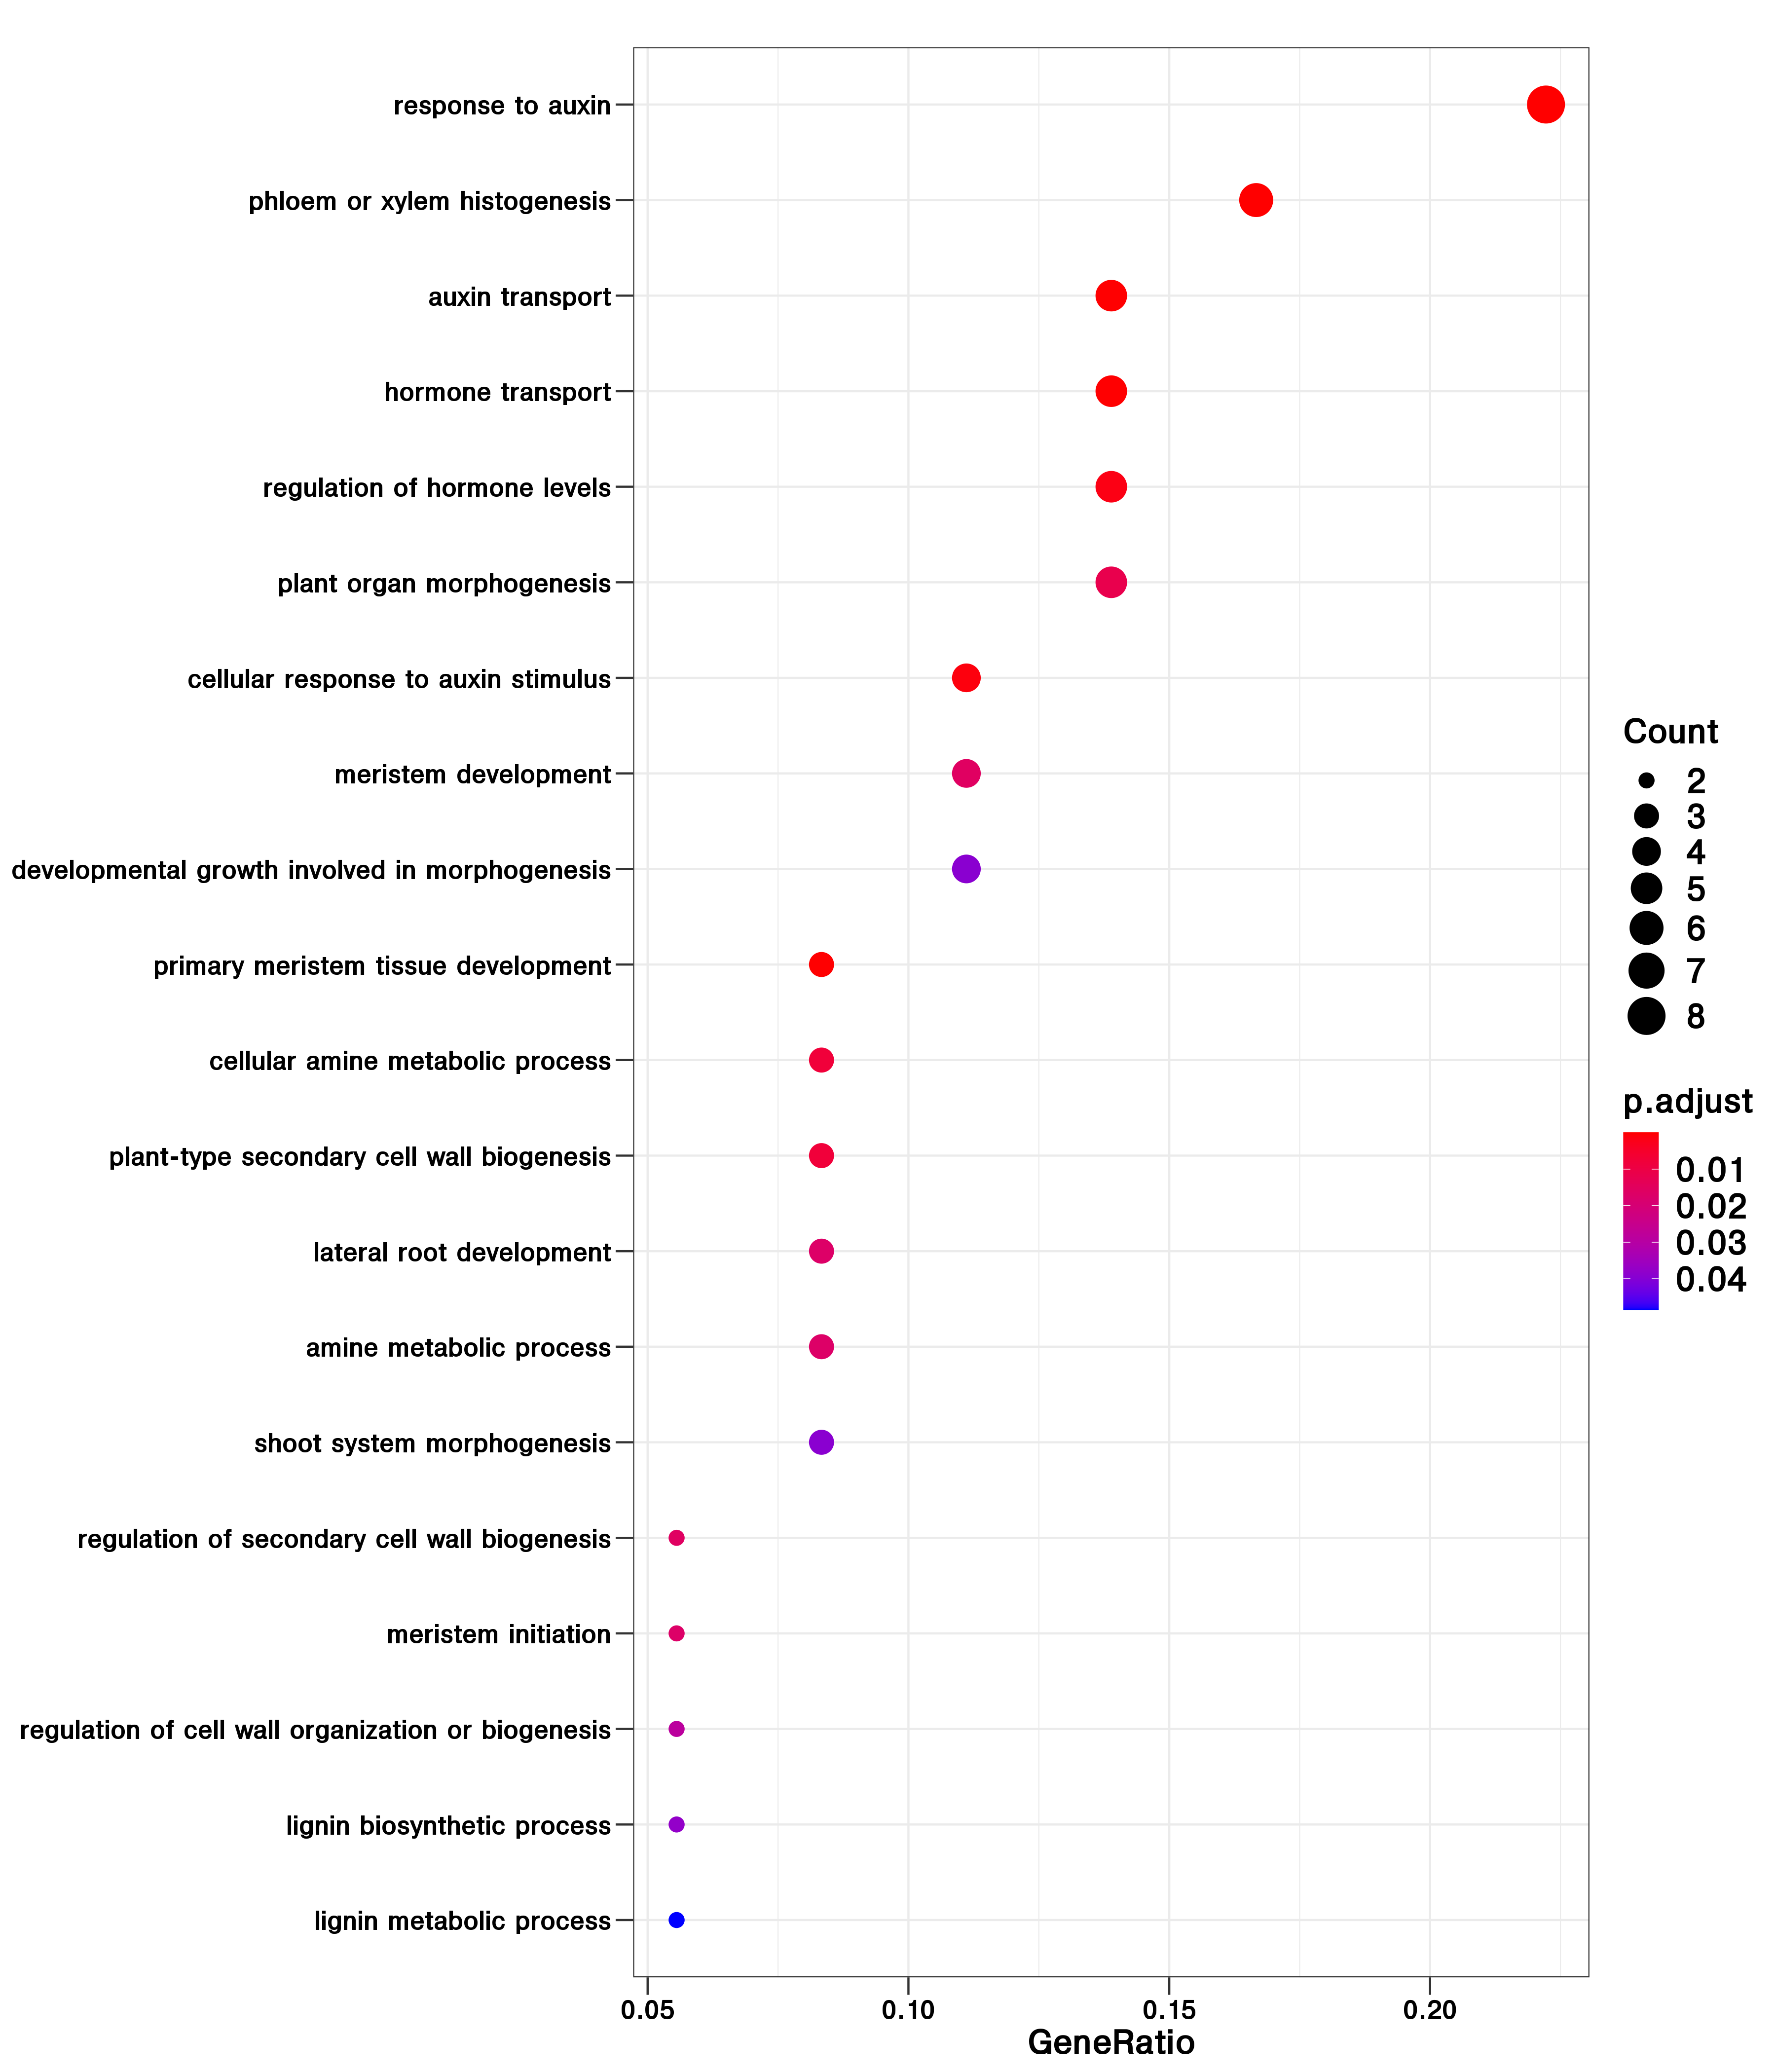 response to auxin
phloem or xylem histogenesis
auxin transport
hormone transport
regulation of hormone levels
plant organ morphogenesis
cellular response to auxin stimulus
meristem development
developmental growth involved in morphogenesis
primary meristem tissue development
cellular amine metabolic process
plant-type secondary cell wall biogenesis
lateral root development
amine metabolic process
shoot system morphogenesis
regulation of secondary cell wall biogenesis
meristem initiation
regulation of cell wall organization or biogenesis
lignin biosynthetic process
lignin metabolic process
0.05 0.10 0.15 0.20
GeneRatio
Count
2
3
4
5
6
7
8
p.adjust
0.01
0.02
0.03
0.04